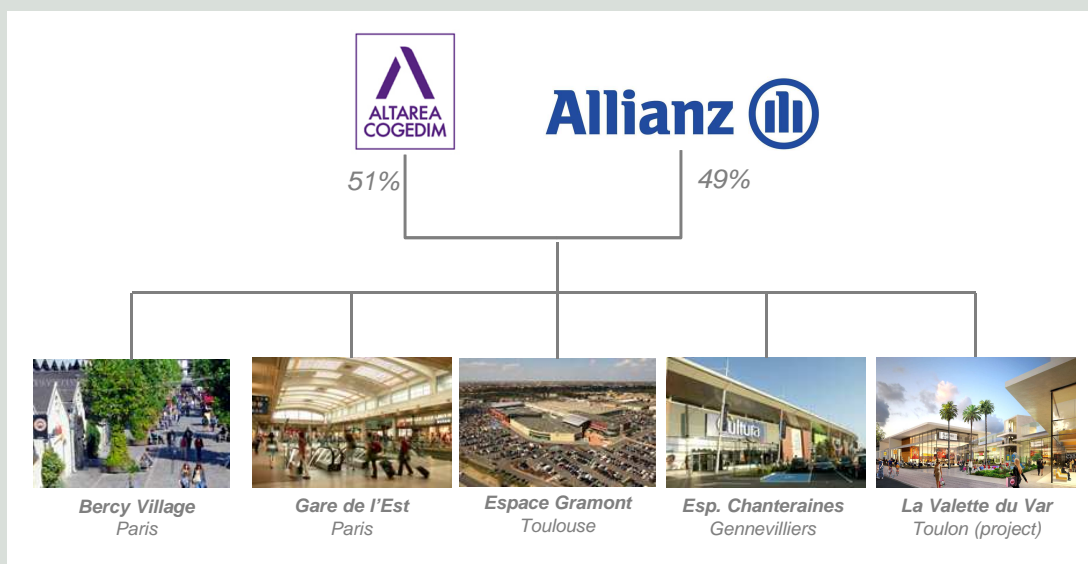 ALTAREA
COGEDIM
Allianz
51%
49%
Cultura
Bercy Village
Paris
Gare de l'Est
Paris
Espace Gramont
Toulouse
Esp. Chanteraines
Gennevilliers
La Valette du Var
Toulon (project)